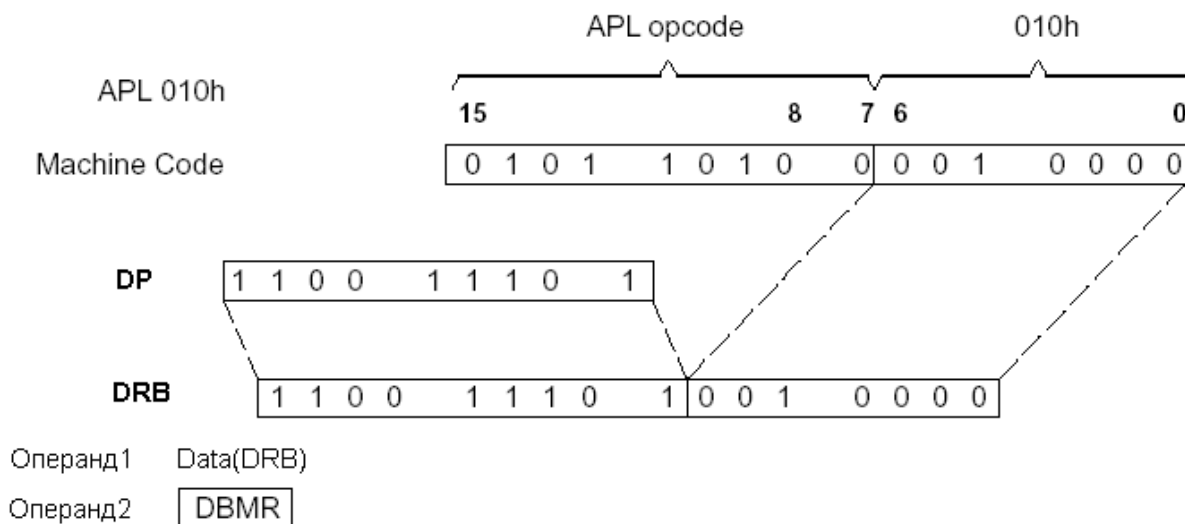 APL opcode 010h
APL 010h
15 8 7 6 0
Machine Code 0 1 0 1 1 0 1 0 0 0 0 1 0 0 0 0
DP 1 1 0 0 1 1 1 0 1
DRB 1 1 0 0 1 1 1 0 1 0 0 1 0 0 0 0
Операнд1 Data(DRB)
Операнд2 DBMR